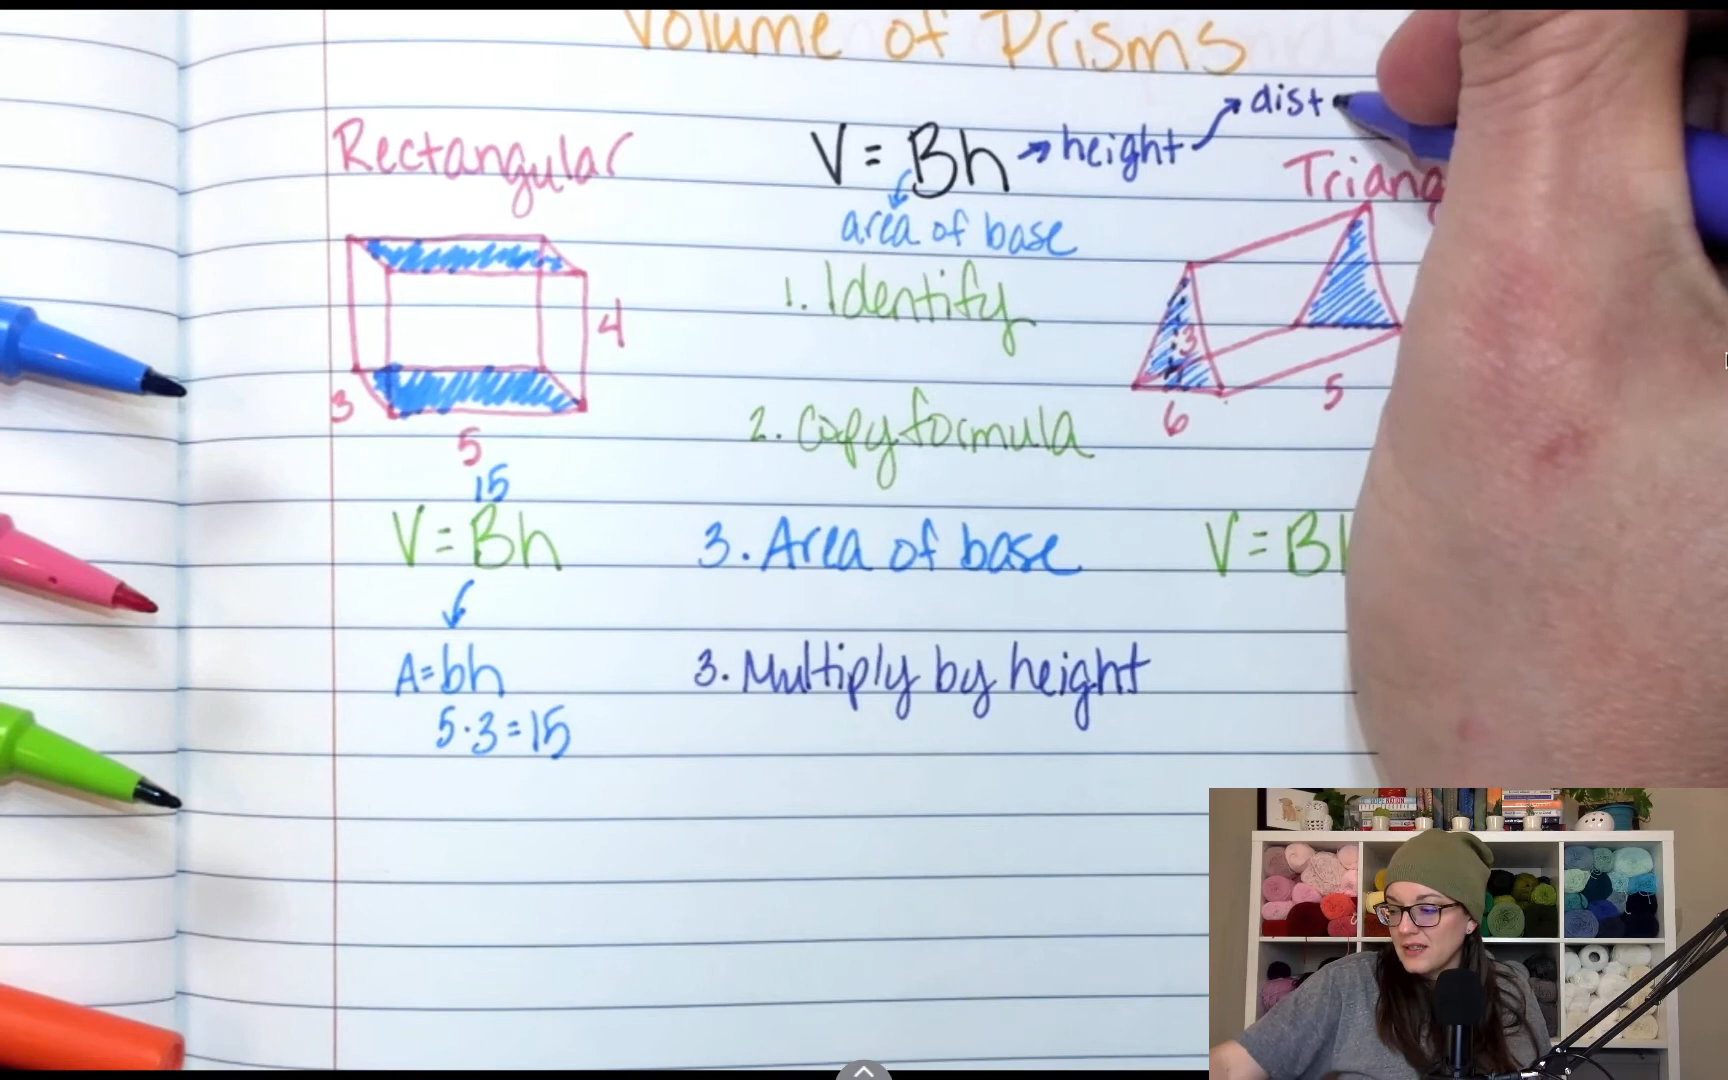 Volume of Prisms
Rectangular
V = Bh → height → dist
area of base
Triang
4
3
5
3
6
5
1. Identify
2. Copy formula
15
V = Bh
3. Area of base
V = B
A = bh
5·3=15
3. Multiply by height